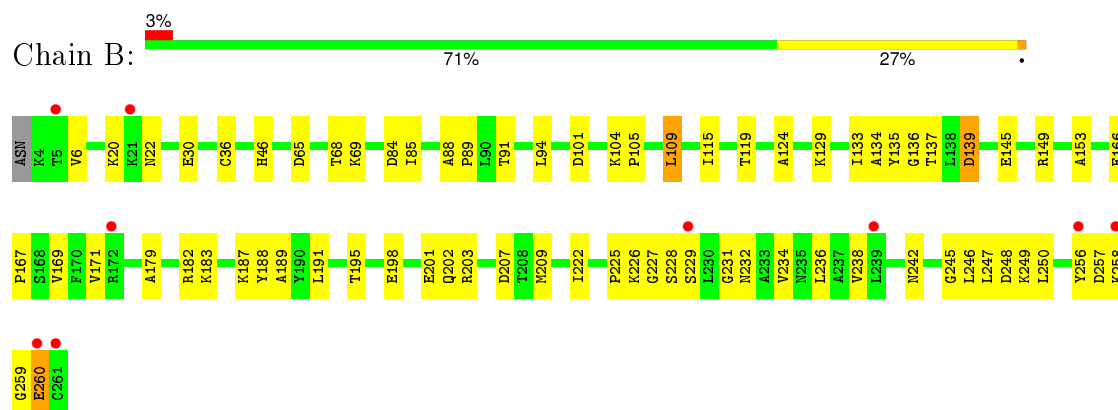 3%
Chain B:
71% 27% •
ASN K4 T5 V6 K20 K21 N22 E30 C36 H46 D65 T68 K69 D84 I85 A88 P89 L90 T91 L94 D101 K104 P105 L109 I115 T119 A124 K129 I133 A134 Y135 G136 T137 L138 D139 E145 R149 A153
P167 S168 V169 F170 V171 R172 A179 R182 K183 K187 Y188 A189 Y190 L191 T195 E198 E201 Q202 R203 D207 T208 M209 I222 P225 K226 G227 S228 S229 L230 G231 N232 A233 V234 N235 L236 A237 V238 L239 N242 G245 L246 L247 D248 K249 L250 Y256 D257 K258
G259 E260 C261